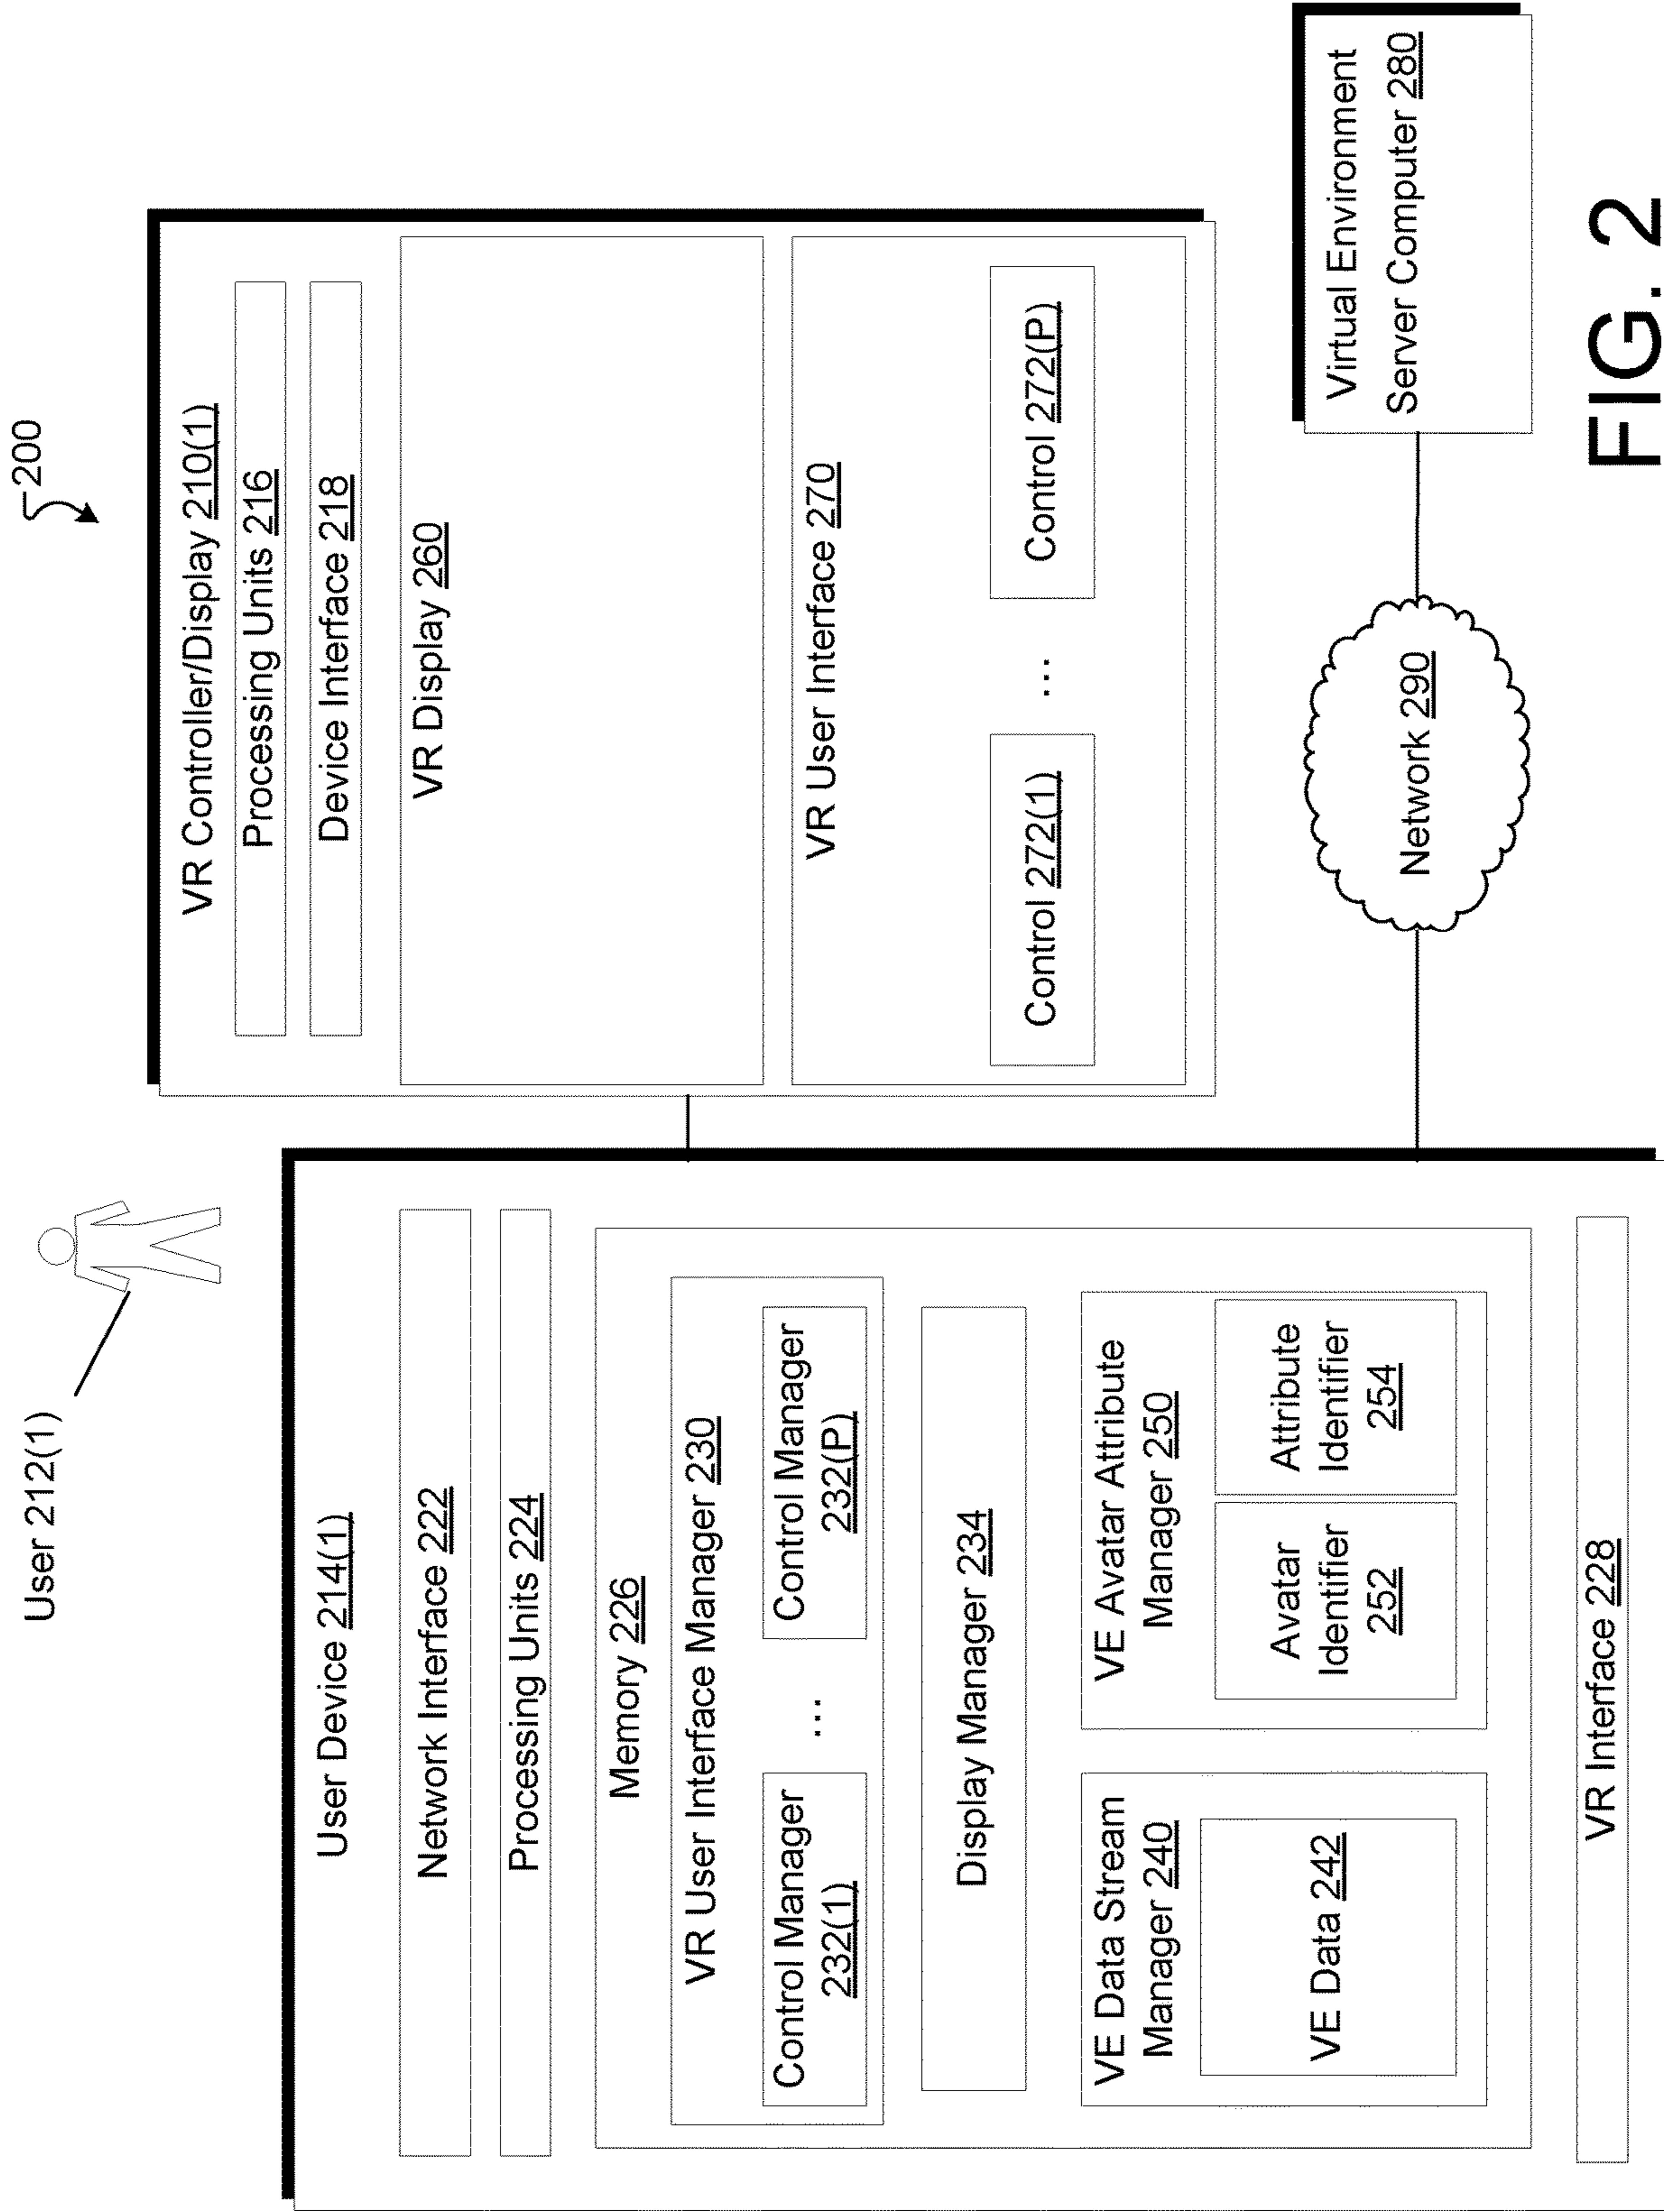 200
User 212(1)
User Device 214(1)
Network Interface 222
Processing Units 224
Memory 226
VR User Interface Manager 230
Control Manager
232(1)
...
Control Manager
232(P)
Display Manager 234
VE Data Stream
Manager 240
VE Data 242
VE Avatar Attribute
Manager 250
Avatar
Identifier
252
Attribute
Identifier
254
VR Interface 228
VR Controller/Display 210(1)
Processing Units 216
Device Interface 218
VR Display 260
VR User Interface 270
Control 272(1)
...
Control 272(P)
Network 290
Virtual Environment
Server Computer 280
FIG. 2